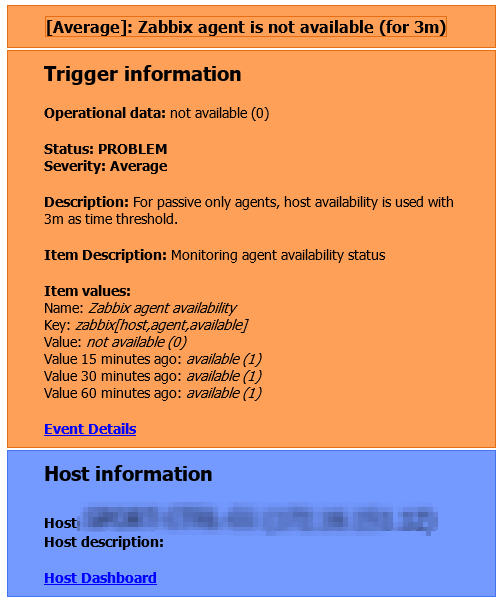 [Average]: Zabbix agent is not available (for 3m)
Trigger information
Operational data: not available (0)
Status: PROBLEM
Severity: Average
Description: For passive only agents, host availability is used with
3m as time threshold.
Item Description: Monitoring agent availability status
Item values:
Name: Zabbix agent availability
Key: zabbix[host,agent,available]
Value: not available (0)
Value 15 minutes ago: available (1)
Value 30 minutes ago: available (1)
Value 60 minutes ago: available (1)
Event Details
Host information
Host
Host description:
Host Dashboard